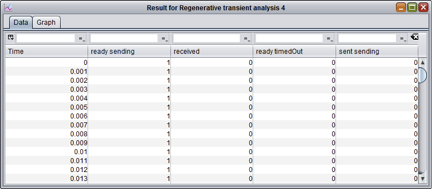 Result for Regenerative transient analysis 4
Data Graph
Time ready sending received ready timedOut sent sending
0 1 0 0 0
0.001 1 0 0 0
0.002 1 0 0 0
0.003 1 0 0 0
0.004 1 0 0 0
0.005 1 0 0 0
0.006 1 0 0 0
0.007 1 0 0 0
0.008 1 0 0 0
0.009 1 0 0 0
0.01 1 0 0 0
0.011 1 0 0 0
0.012 1 0 0 0
0.013 1 0 0 0